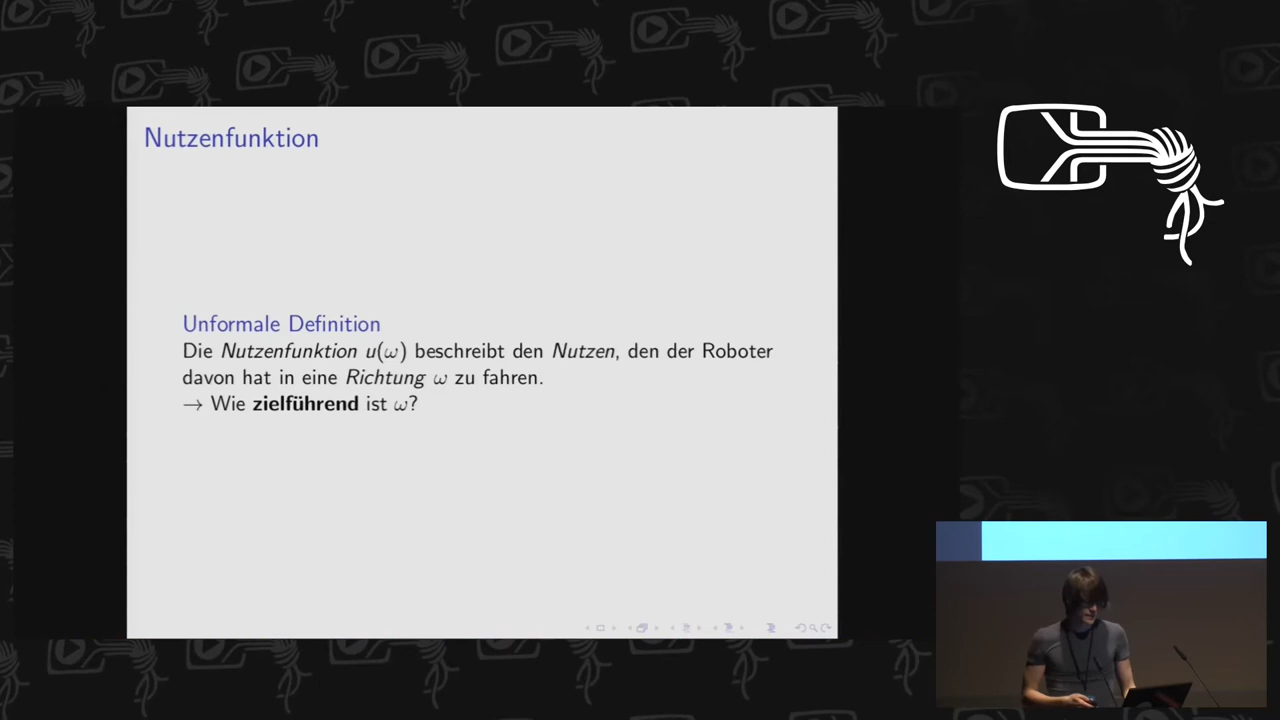 Nutzenfunktion
Unformale Definition
Die Nutzenfunktion u(ω) beschreibt den Nutzen, den der Roboter
davon hat in eine Richtung ω zu fahren.
→ Wie zielführend ist ω?